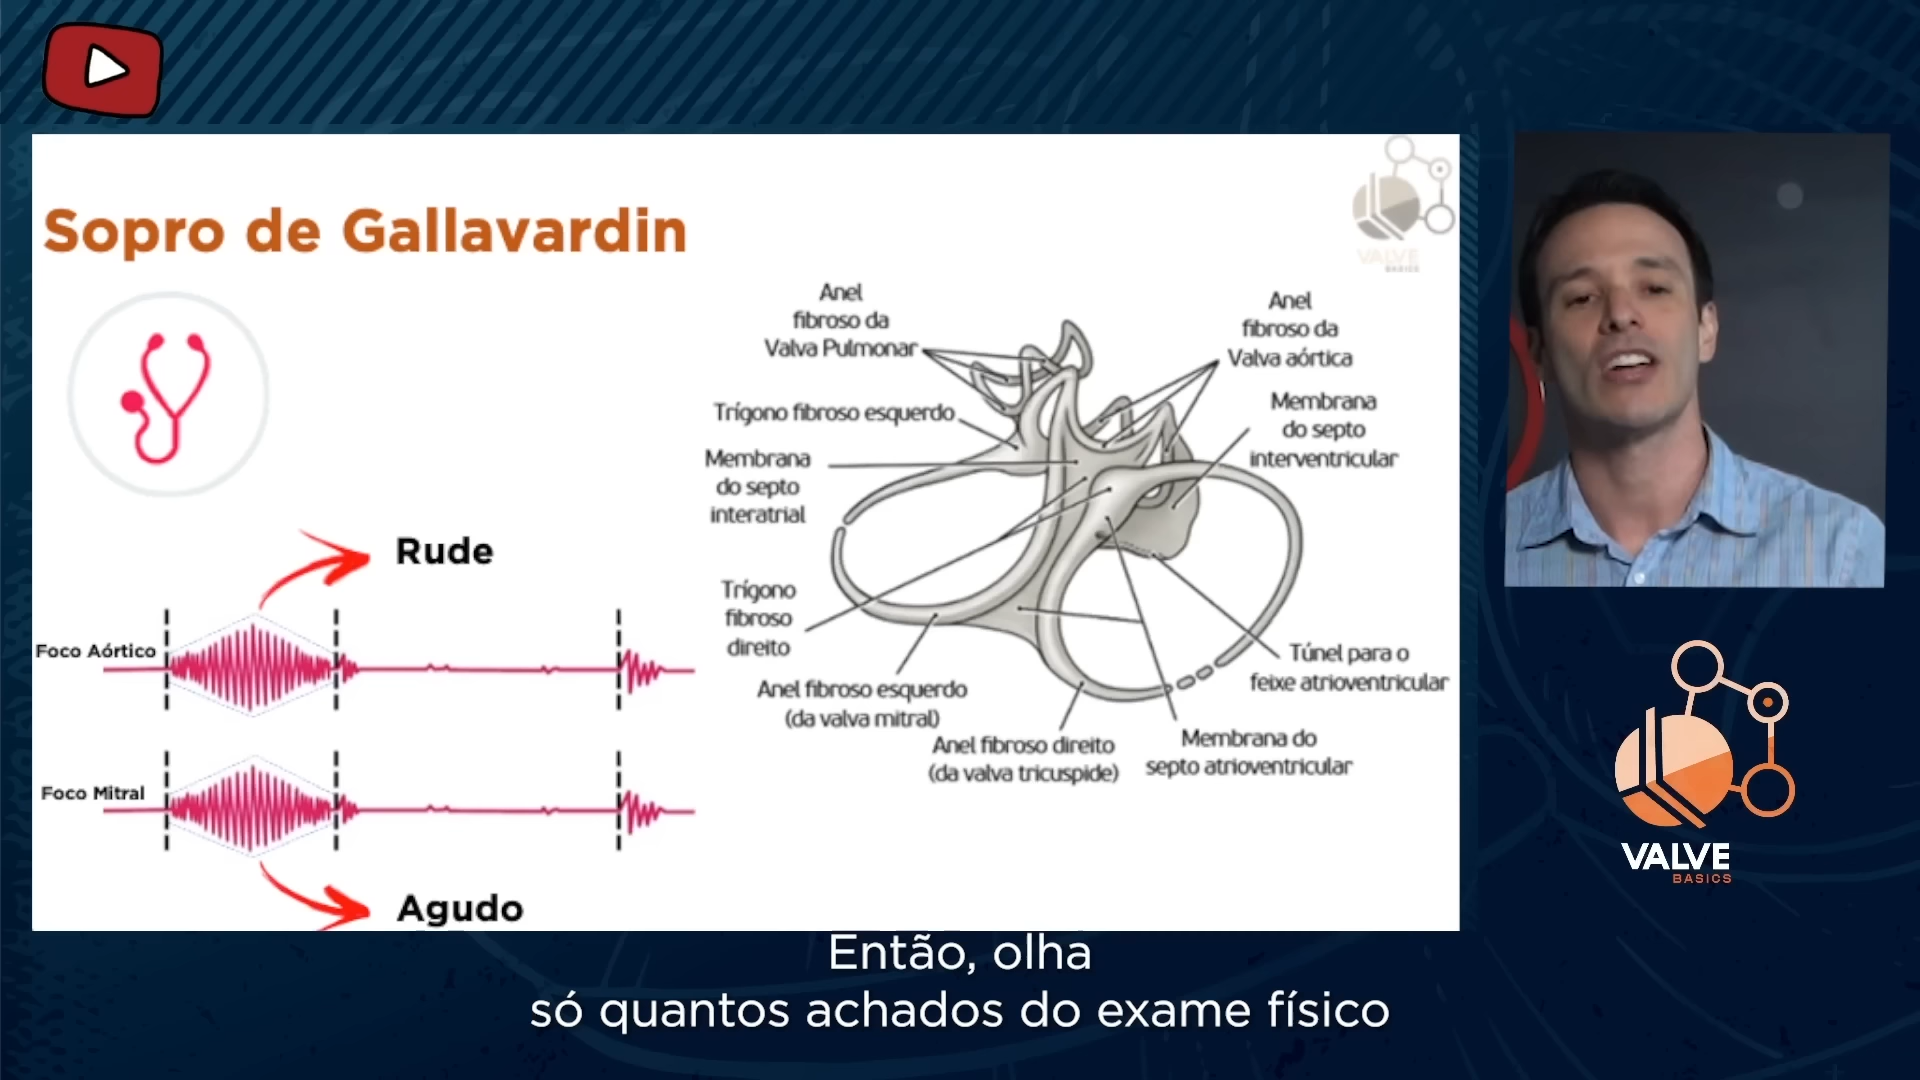 Sopro de Gallavardin
VALVE
BASICS
Anel
fibroso da
Valva Pulmonar
Anel
fibroso da
Valva aórtica
Trígono fibroso esquerdo
Membrana
do septo
interventricular
Membrana
do septo
interatrial
Rude
Trígono
fibroso
direito
Foco Aórtico
Túnel para o
feixe atrioventricular
Anel fibroso esquerdo
(da valva mitral)
Anel fibroso direito
(da valva tricuspide)
Membrana do
septo atrioventricular
Foco Mitral
Agudo
VALVE
BASICS
Então, olha
só quantos achados do exame físico